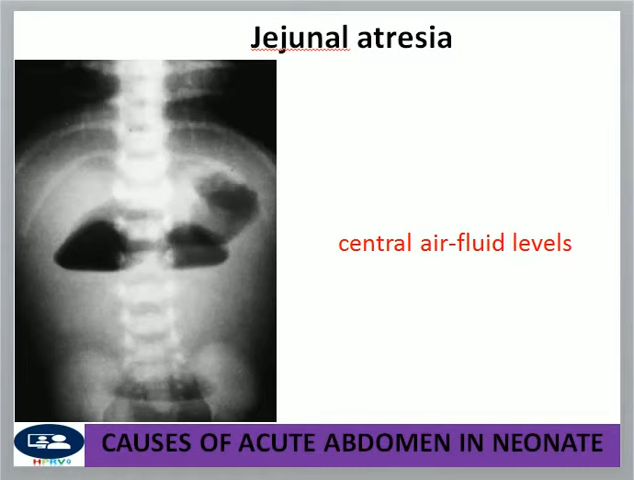 Jejunal atresia
central air-fluid levels
CAUSES OF ACUTE ABDOMEN IN NEONATE